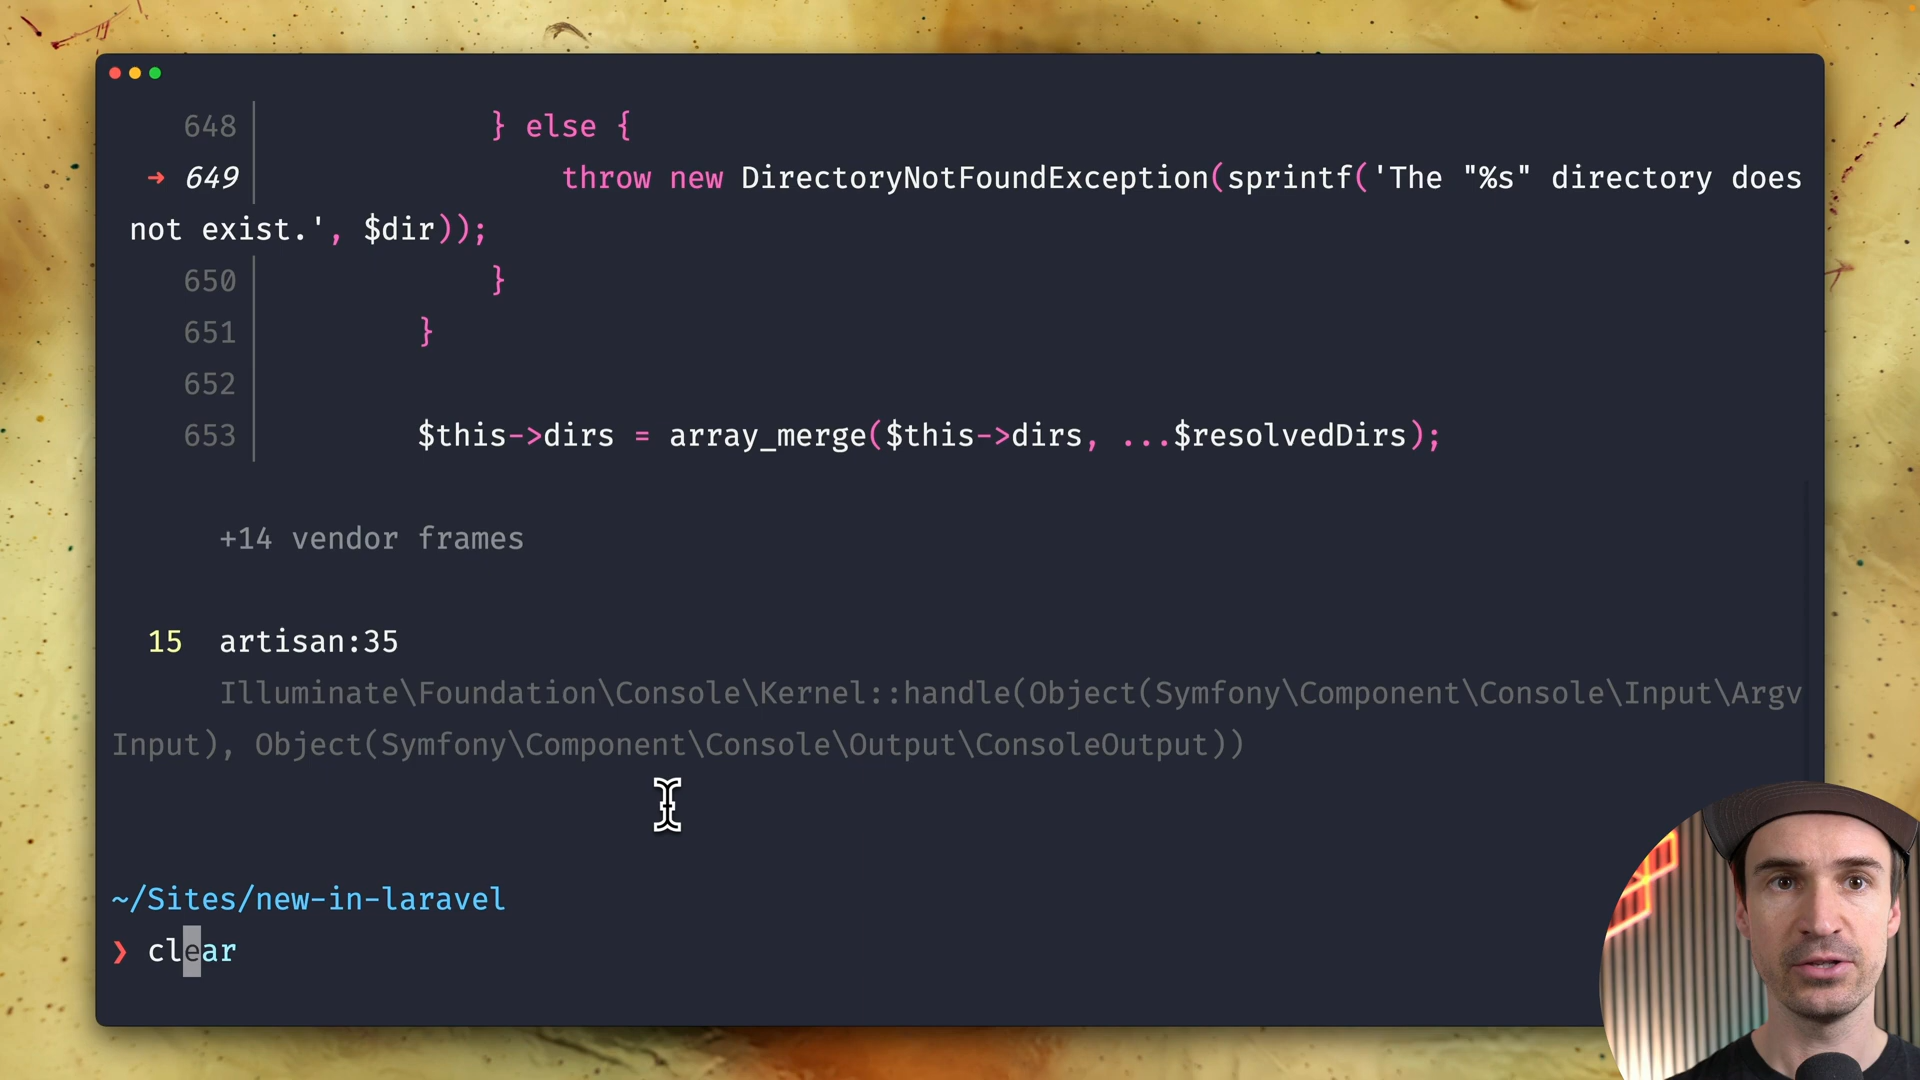 648 } else {
→ 649 throw new DirectoryNotFoundException(sprintf('The "%s" directory does
not exist.', $dir));
650 }
651 }
652
653 $this->dirs = array_merge($this->dirs, ...$resolvedDirs);
+14 vendor frames
15 artisan:35
Illuminate\Foundation\Console\Kernel::handle(Object(Symfony\Component\Console\Input\Argv
Input), Object(Symfony\Component\Console\Output\ConsoleOutput))
~/Sites/new-in-laravel
❯ clear